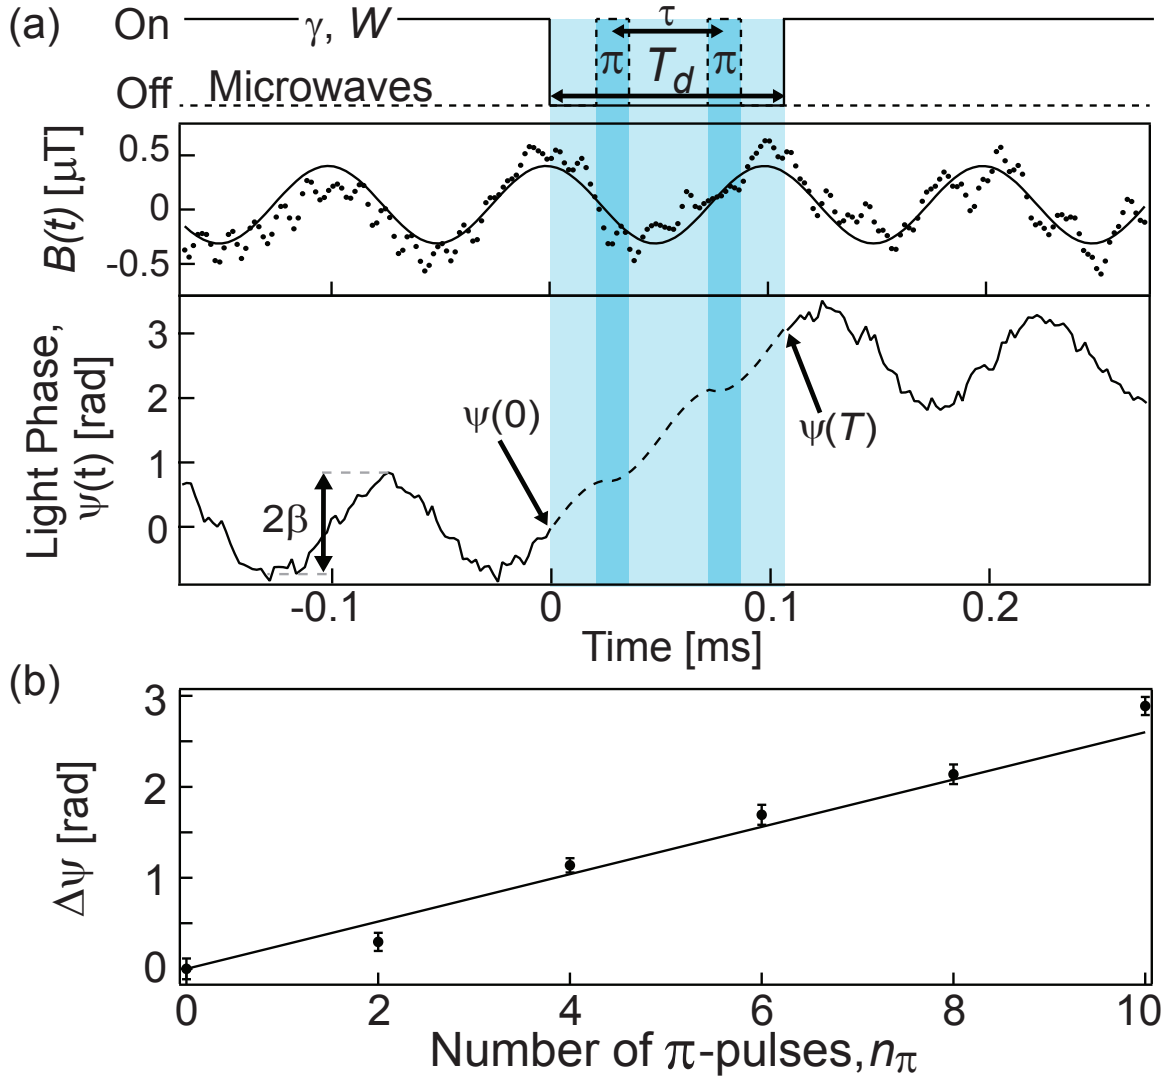 (a)
On
γ, W
τ
π
T_d
π
Off
Microwaves
B(t) [μT]
0.5
0
-0.5
Light Phase,
ψ(t) [rad]
3
2
1
0
2β
ψ(0)
ψ(T)
-0.1
0
0.1
0.2
Time [ms]
(b)
Δψ [rad]
3
2
1
0
0
2
4
6
8
10
Number of π-pulses, n_π